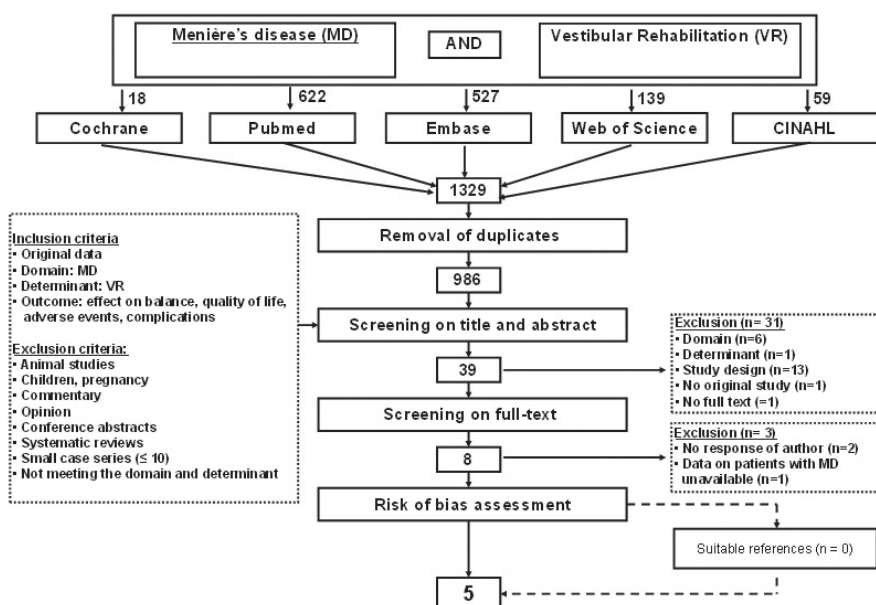 Menière's disease (MD)
AND
Vestibular Rehabilitation (VR)
18
622
527
139
59
Cochrane
Pubmed
Embase
Web of Science
CINAHL
1329
Removal of duplicates
986
Inclusion criteria
▪ Original data
▪ Domain: MD
▪ Determinant: VR
▪ Outcome: effect on balance, quality of life,
adverse events, complications
Exclusion criteria:
▪ Animal studies
▪ Children, pregnancy
▪ Commentary
▪ Opinion
▪ Conference abstracts
▪ Systematic reviews
▪ Small case series (≤ 10)
▪ Not meeting the domain and determinant
Screening on title and abstract
39
Exclusion (n= 31)
▪ Domain (n=6)
▪ Determinant (n=1)
▪ Study design (n=13)
▪ No original study (n=1)
▪ No full text (=1)
Screening on full-text
8
Exclusion (n= 3)
▪ No response of author (n=2)
▪ Data on patients with MD
unavailable (n=1)
Risk of bias assessment
Suitable references (n = 0)
5